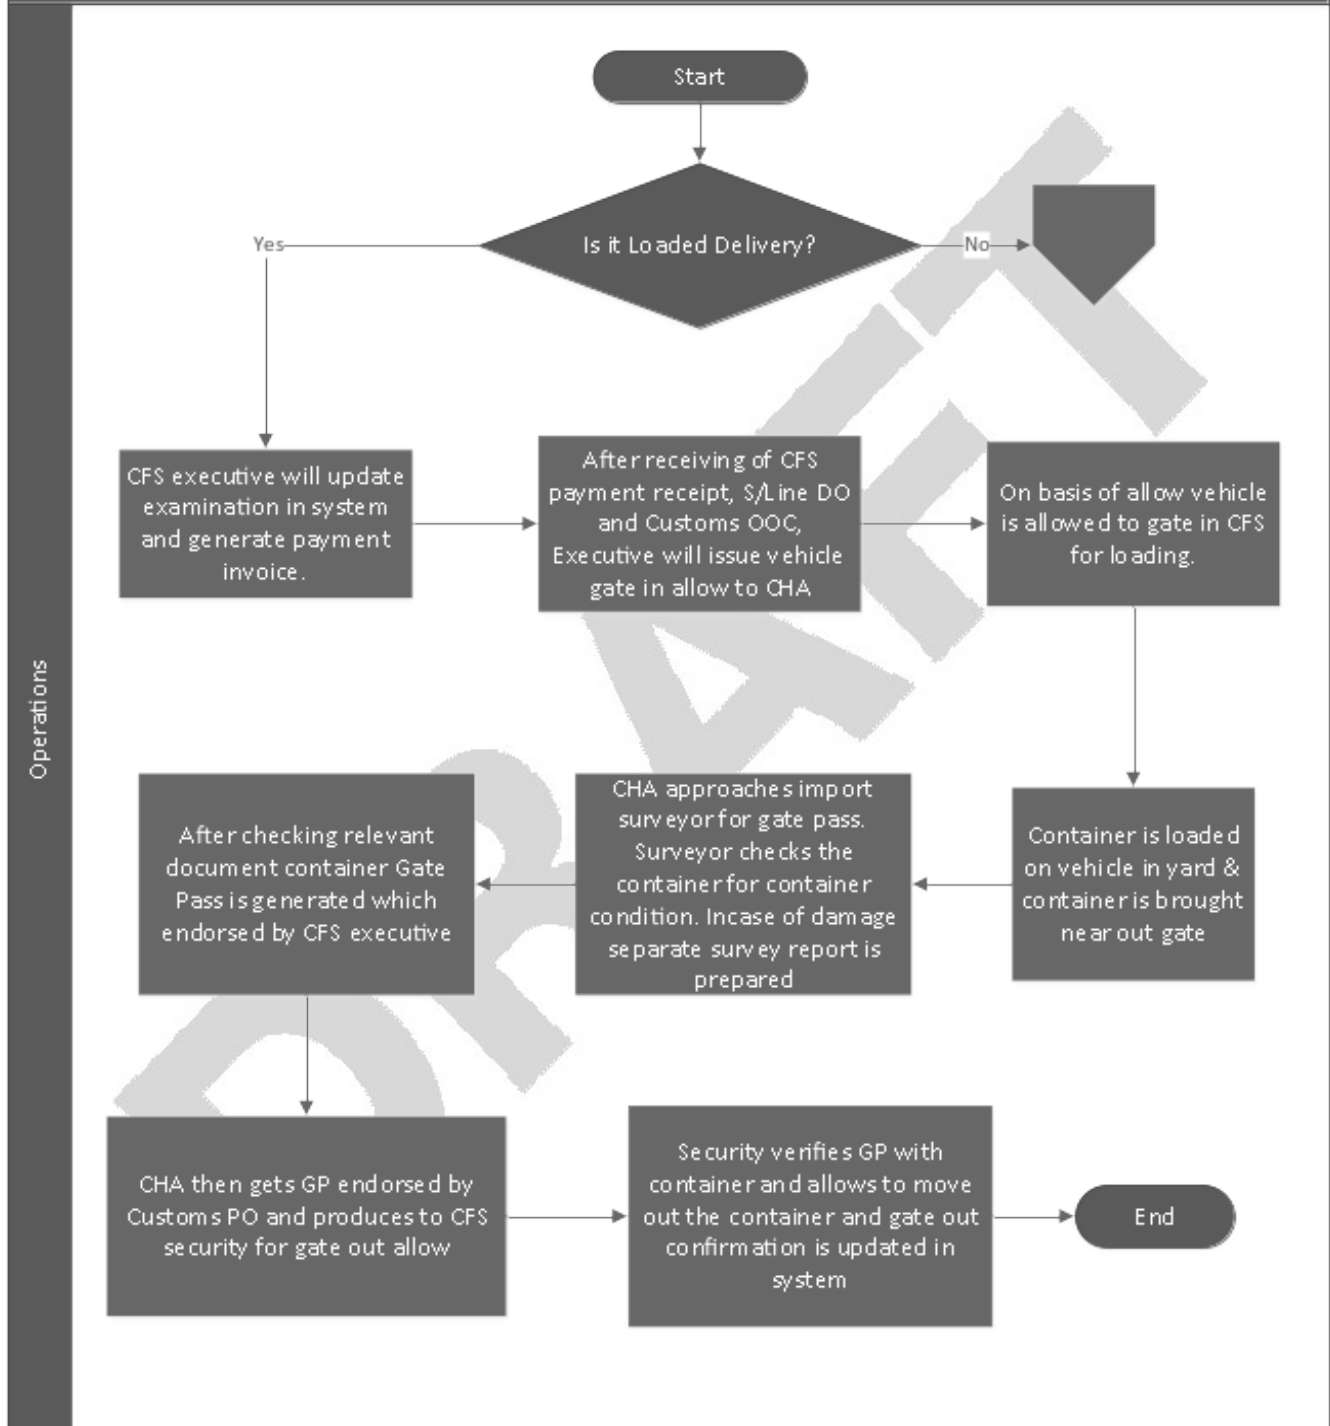 Operations
Start
Is it Loaded Delivery?
Yes
No
CFS executive will update
examination in system
and generate payment
invoice.
After receiving of CFS
payment receipt, S/Line DO
and Customs OOC,
Executive will issue vehicle
gate in allow to CHA
On basis of allow vehicle
is allowed to gate in CFS
for loading.
Container is loaded
on vehicle in yard &
container is brought
near out gate
CHA approaches import
surveyor for gate pass.
Surveyor checks the
container for container
condition. Incase of damage
separate survey report is
prepared
After checking relevant
document container Gate
Pass is generated which
endorsed by CFS executive
CHA then gets GP endorsed by
Customs PO and produces to CFS
security for gate out allow
Security verifies GP with
container and allows to move
out the container and gate out
confirmation is updated in
system
End
DRAFT